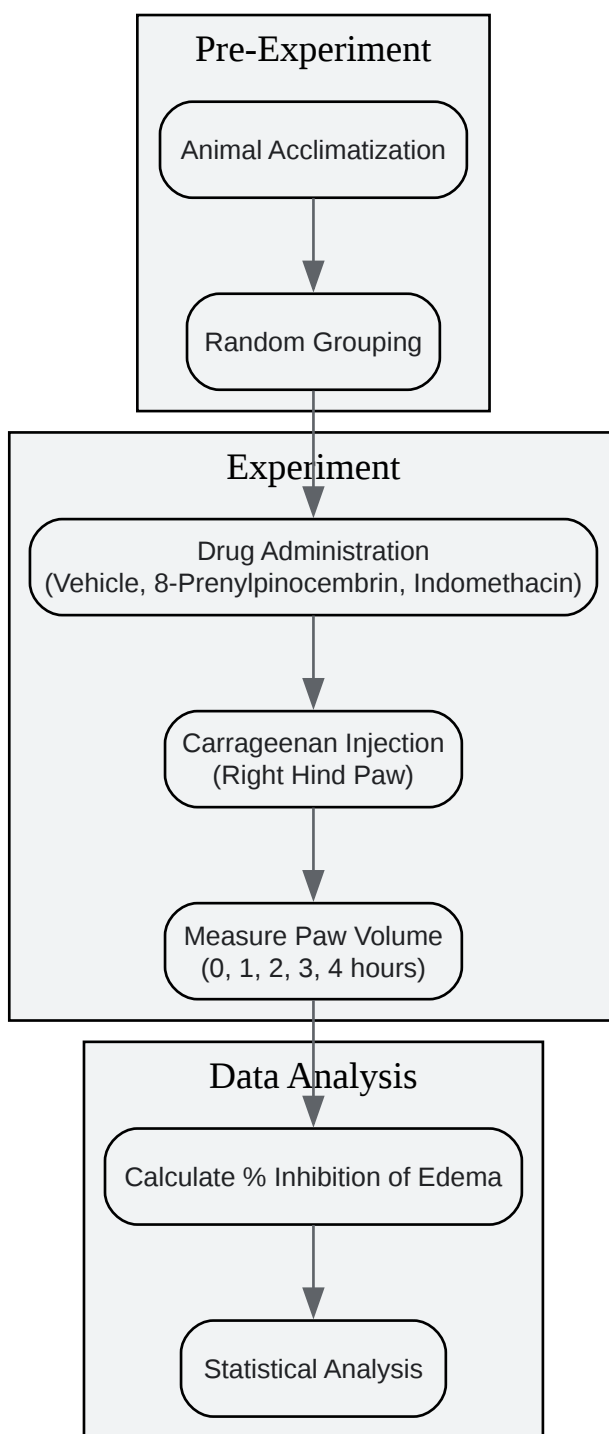 Pre-Experiment
Animal Acclimatization
Random Grouping
Experiment
Drug Administration
(Vehicle, 8-Prenylpinocembrin, Indomethacin)
Carrageenan Injection
(Right Hind Paw)
Measure Paw Volume
(0, 1, 2, 3, 4 hours)
Data Analysis
Calculate % Inhibition of Edema
Statistical Analysis